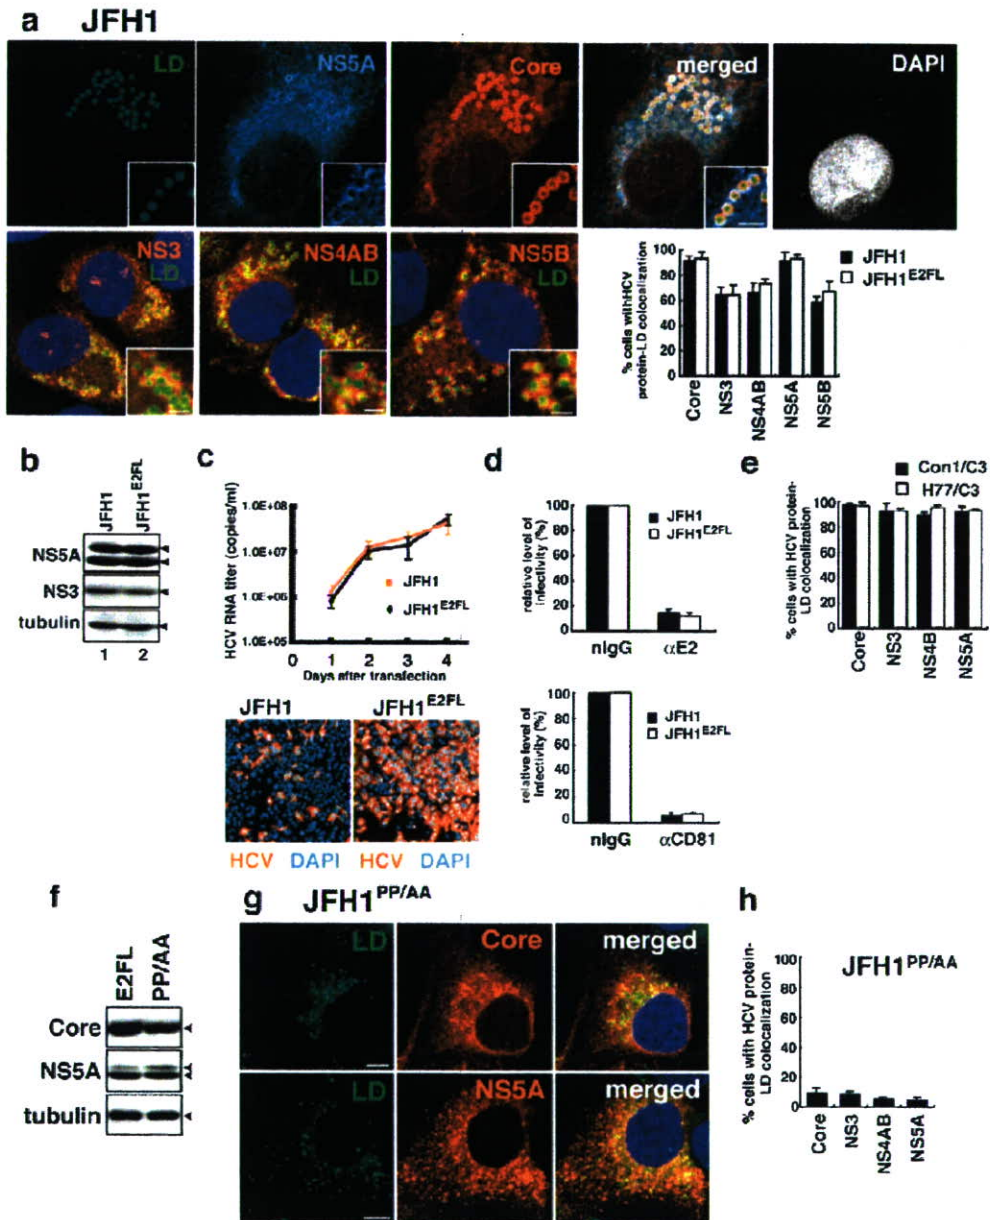 a JFH1
LD
NS5A
Core
merged
DAPI
NS3
LD
NS4AB
LD
NS5B
LD
% cells withHCV
protein-LD colocalization
100
80
60
40
20
0
JFH1
JFH1E2FL
Core
NS3
NS4AB
NS5A
NS5B
b
JFH1
JFH1E2FL
NS5A
NS3
tubulin
1 2
c
HCV RNA titer (copies/ml)
1.0E+08
1.0E+07
1.0E+06
1.0E+05
JFH1
JFH1E2FL
0 1 2 3 4
Days after transfection
JFH1 JFH1E2FL
HCV DAPI HCV DAPI
d
relative level of
infectivity (%)
100
80
60
40
20
0
JFH1
JFH1E2FL
nIgG αE2
relative level of
infectivity (%)
100
80
60
40
20
0
JFH1
JFH1E2FL
nIgG αCD81
e
Con1/C3
H77/C3
% cells with HCV protein-
LD colocalization
100
80
60
40
20
0
Core
NS3
NS4B
NS5A
f
E2FL
PP/AA
Core
NS5A
tubulin
g JFH1PP/AA
LD
Core
merged
LD
NS5A
merged
h
JFH1PP/AA
% cells with HCV protein-
LD colocalization
100
80
60
40
20
0
Core
NS3
NS4AB
NS5A